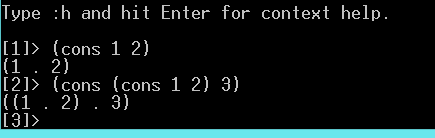 Type :h and hit Enter for context help.
[1]> (cons 1 2)
(1 . 2)
[2]> (cons (cons 1 2) 3)
((1 . 2) . 3)
[3]>